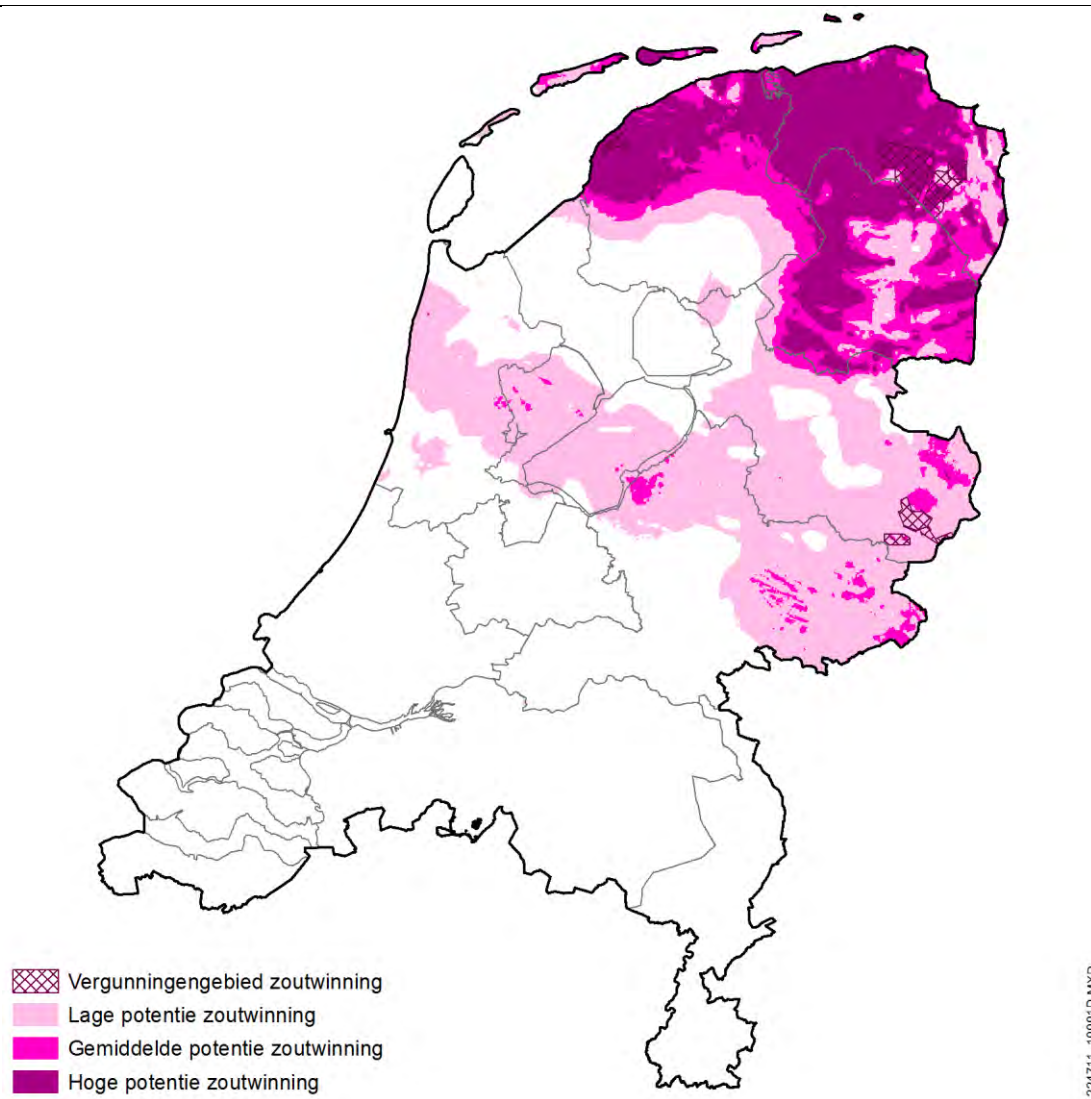 Vergunningengebied zoutwinning
Lage potentie zoutwinning
Gemiddelde potentie zoutwinning
Hoge potentie zoutwinning